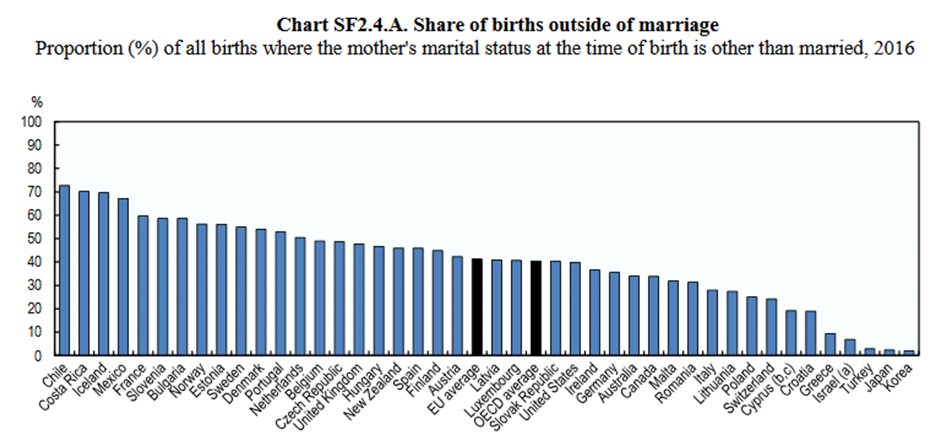 Chart SF2.4.A. Share of births outside of marriage
Proportion (%) of all births where the mother's marital status at the time of birth is other than married, 2016
%
100
90
80
70
60
50
40
30
20
10
0
Chile
Costa Rica
Iceland
Mexico
France
Slovenia
Bulgaria
Norway
Estonia
Sweden
Denmark
Portugal
Netherlands
Belgium
Czech Republic
United Kingdom
Hungary
New Zealand
Spain
Finland
Austria
EU average
Latvia
Luxembourg
OECD average
Slovak Republic
United States
Ireland
Germany
Australia
Canada
Malta
Romania
Italy
Lithuania
Poland
Switzerland
Cyprus (b,c)
Croatia
Greece
Israel (a)
Turkey
Japan
Korea